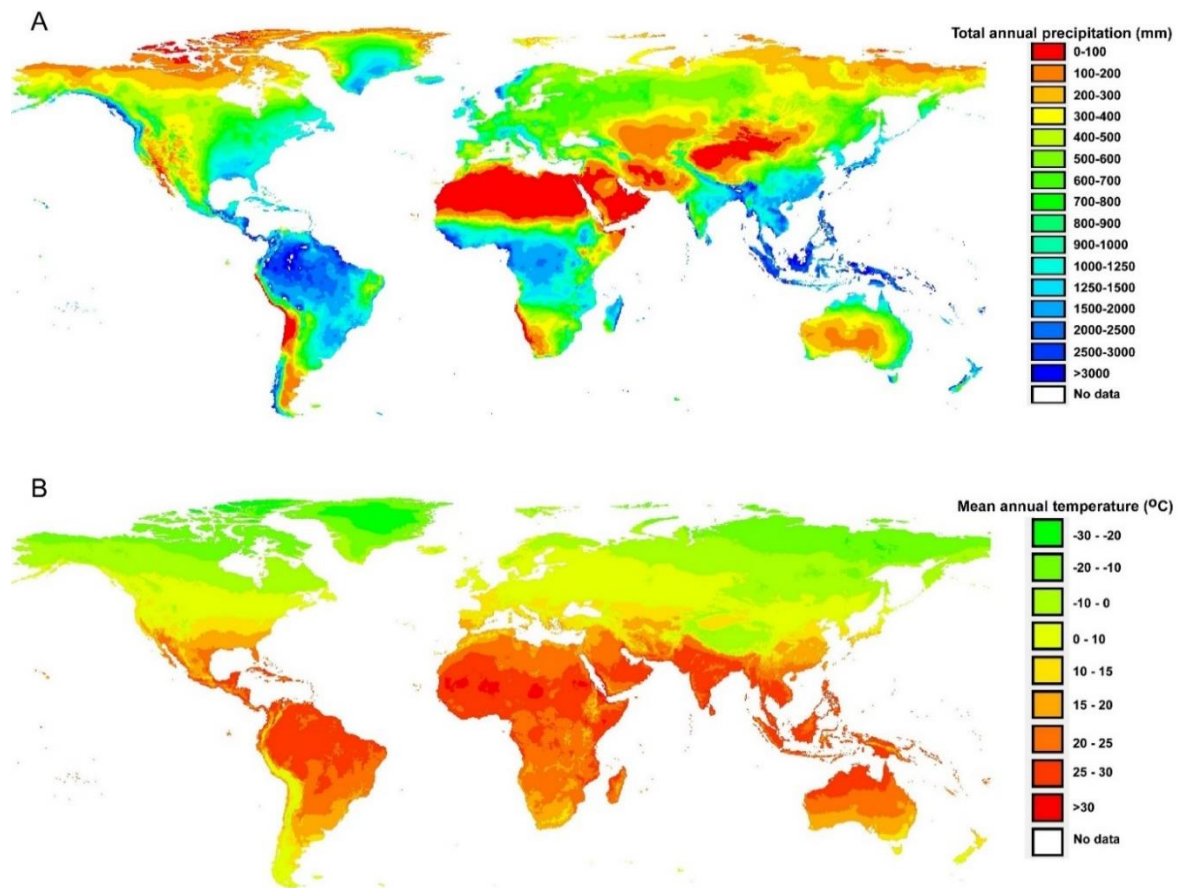 A
Total annual precipitation (mm)
0-100
100-200
200-300
300-400
400-500
500-600
600-700
700-800
800-900
900-1000
1000-1250
1250-1500
1500-2000
2000-2500
2500-3000
>3000
No data
B
Mean annual temperature (ºC)
-30 - -20
-20 - -10
-10 - 0
0 - 10
10 - 15
15 - 20
20 - 25
25 - 30
>30
No data